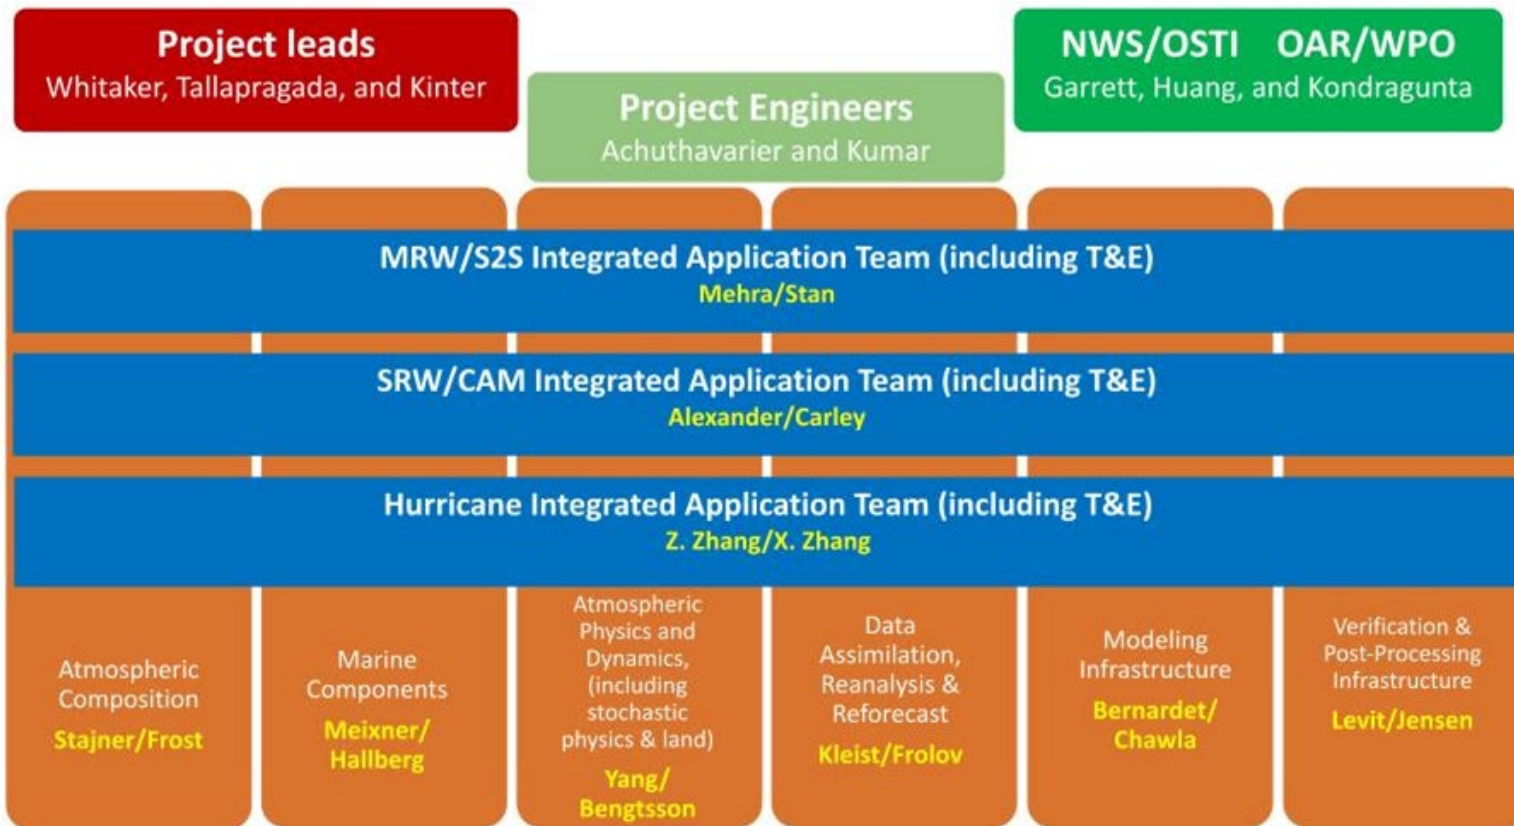 Project leads
Whitaker, Tallapragada, and Kinter
NWS/OSTI OAR/WPO
Garrett, Huang, and Kondragunta
Project Engineers
Achuthavarier and Kumar
MRW/S2S Integrated Application Team (including T&E)
Mehra/Stan
SRW/CAM Integrated Application Team (including T&E)
Alexander/Carley
Hurricane Integrated Application Team (including T&E)
Z. Zhang/X. Zhang
Atmospheric
Composition
Stajner/Frost
Marine
Components
Meixner/
Hallberg
Atmospheric
Physics and
Dynamics,
(including
stochastic
physics & land)
Yang/
Bengtsson
Data
Assimilation,
Reanalysis &
Reforecast
Kleist/Frolov
Modeling
Infrastructure
Bernardet/
Chawla
Verification &
Post-Processing
Infrastructure
Levit/Jensen